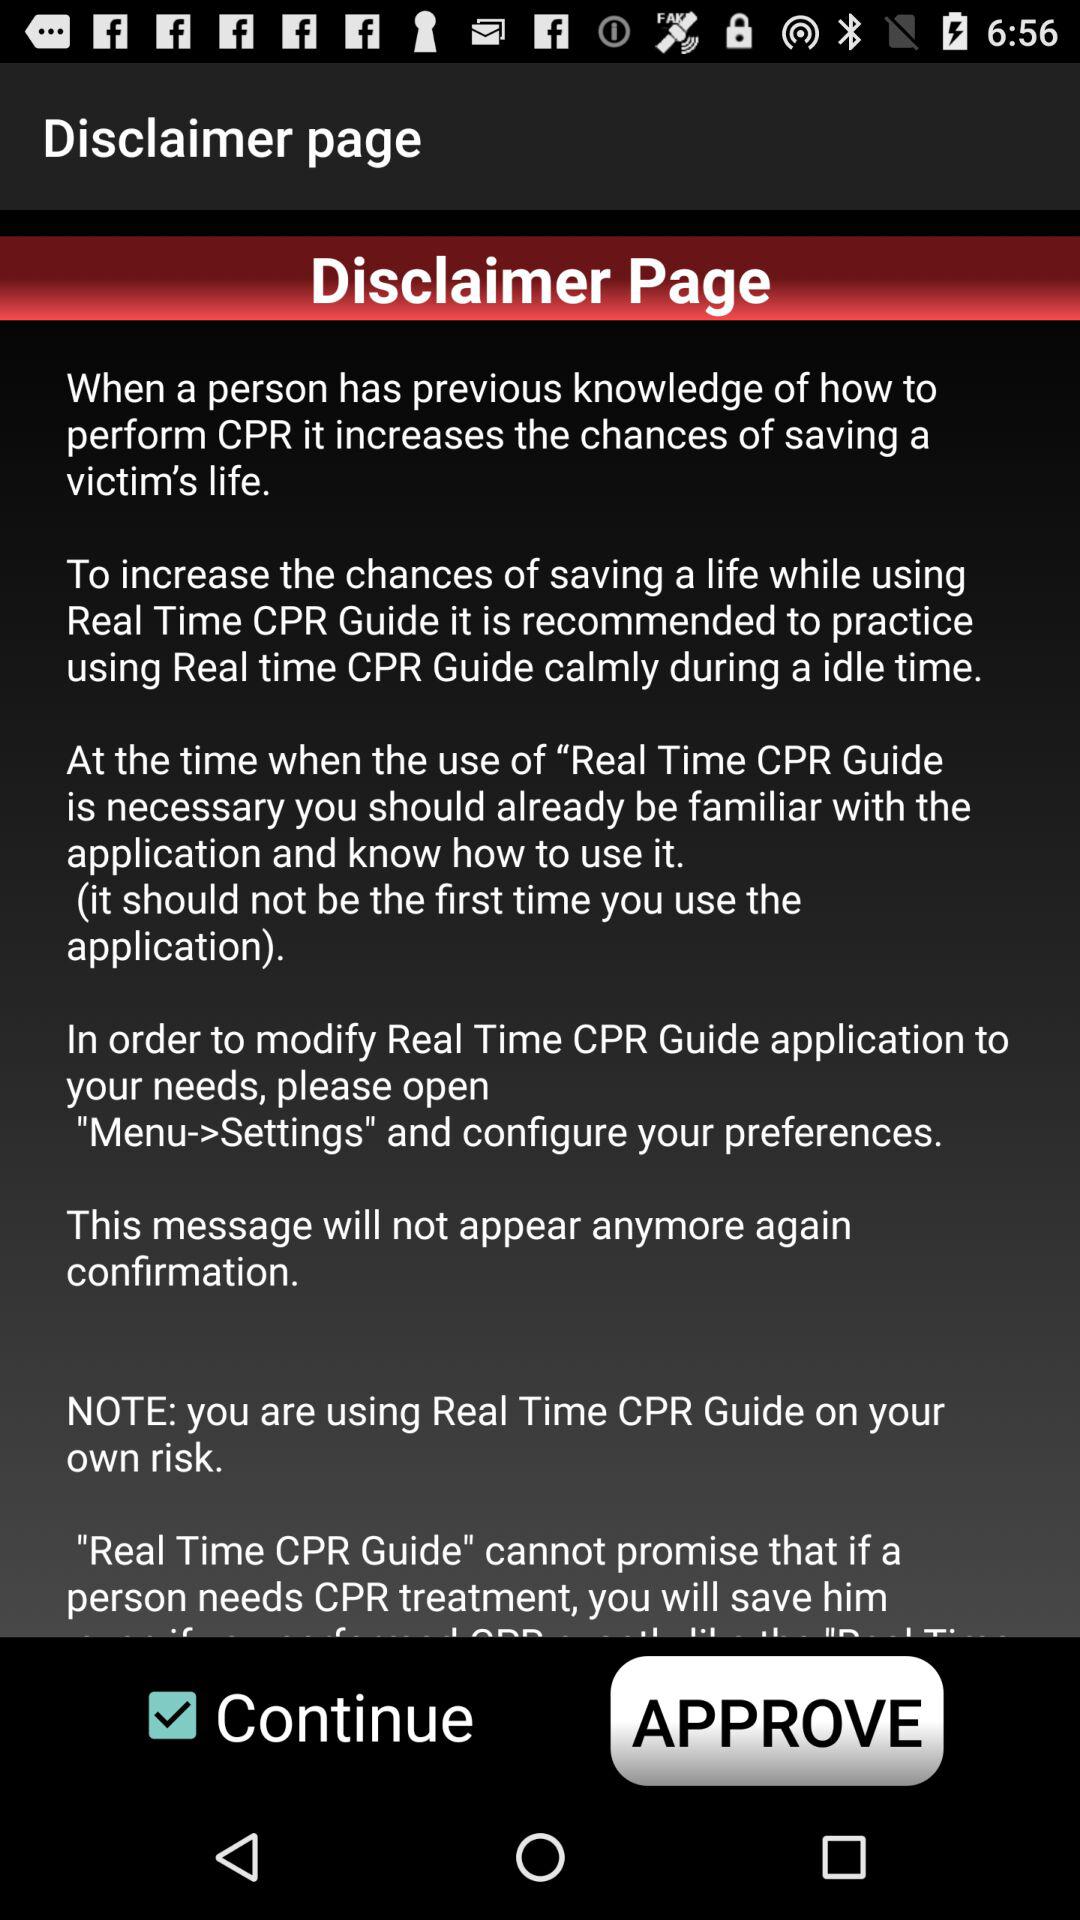 FAKE
6:56
Disclaimer page
Disclaimer Page
When a person has previous knowledge of how to
perform CPR it increases the chances of saving a
victim’s life.
To increase the chances of saving a life while using
Real Time CPR Guide it is recommended to practice
using Real time CPR Guide calmly during a idle time.
At the time when the use of “Real Time CPR Guide
is necessary you should already be familiar with the
application and know how to use it.
(it should not be the first time you use the
application).
In order to modify Real Time CPR Guide application to
your needs, please open
"Menu->Settings" and configure your preferences.
This message will not appear anymore again
confirmation.
NOTE: you are using Real Time CPR Guide on your
own risk.
"Real Time CPR Guide" cannot promise that if a
person needs CPR treatment, you will save him
Continue
APPROVE